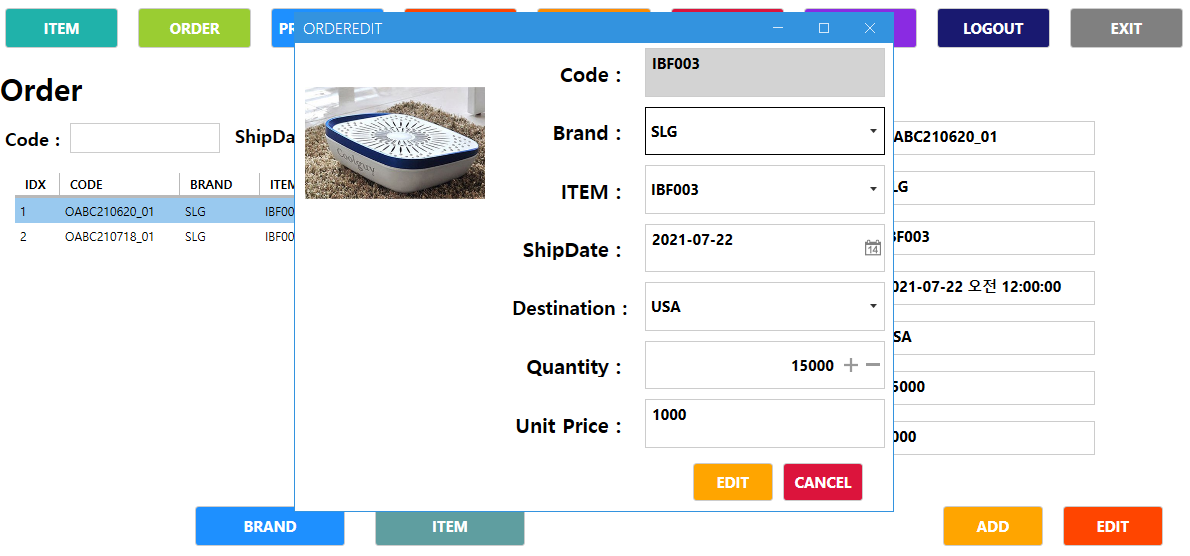 ITEM
ORDER
PR
LOGOUT
EXIT
ORDEREDIT
Order
Code :
ShipDa
IDX CODE BRAND ITEM
1 OABC210620_01 SLG IBF00
2 OABC210718_01 SLG IBF00
Coolguy
Code : IBF003
Brand : SLG
ITEM : IBF003
ShipDate : 2021-07-22
14
Destination : USA
Quantity : 15000
Unit Price : 1000
EDIT
CANCEL
ABC210620_01
LG
BF003
021-07-22 오전 12:00:00
SA
5000
000
BRAND
ITEM
ADD
EDIT